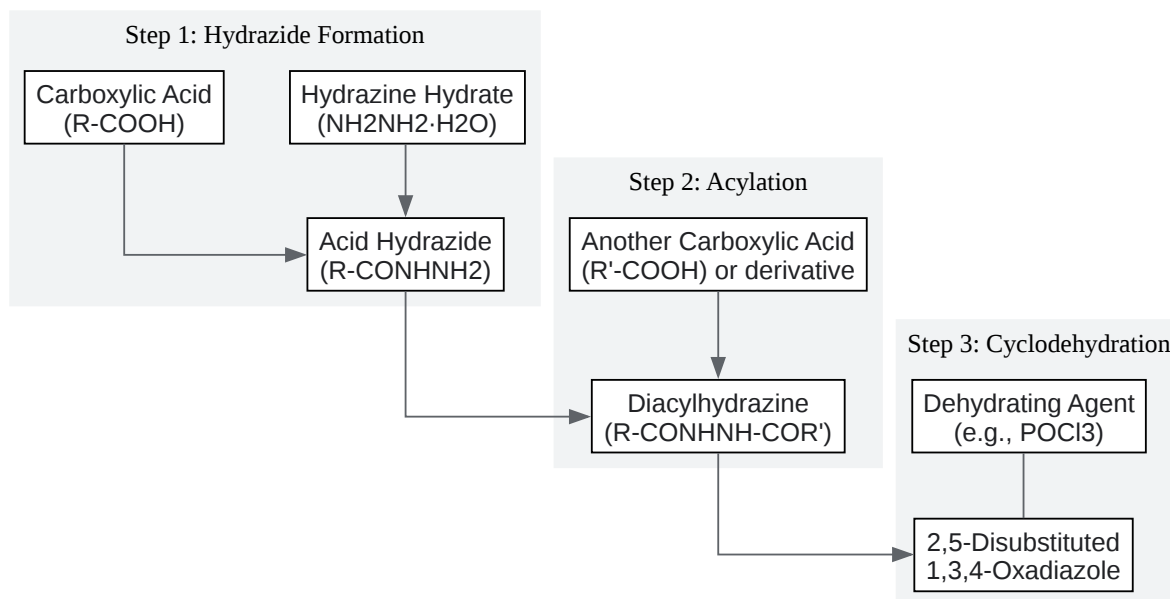 Step 1: Hydrazide Formation
Carboxylic Acid
(R-COOH)
Hydrazine Hydrate
(NH2NH2·H2O)
Acid Hydrazide
(R-CONHNH2)
Step 2: Acylation
Another Carboxylic Acid
(R'-COOH) or derivative
Diacylhydrazine
(R-CONHNH-COR')
Step 3: Cyclodehydration
Dehydrating Agent
(e.g., POCl3)
2,5-Disubstituted
1,3,4-Oxadiazole